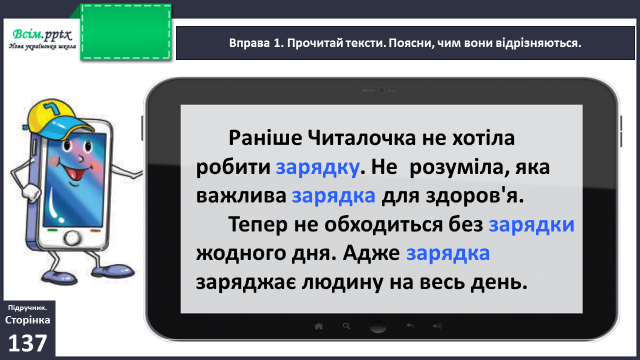 Всім.pptx
Нова українська школа
Вправа 1. Прочитай тексти. Поясни, чим вони відрізняються.
Раніше Читалочка не хотіла
робити зарядку. Не розуміла, яка
важлива зарядка для здоров'я.
Тепер не обходиться без зарядки
жодного дня. Адже зарядка
заряджає людину на весь день.
Підручник.
Сторінка
137